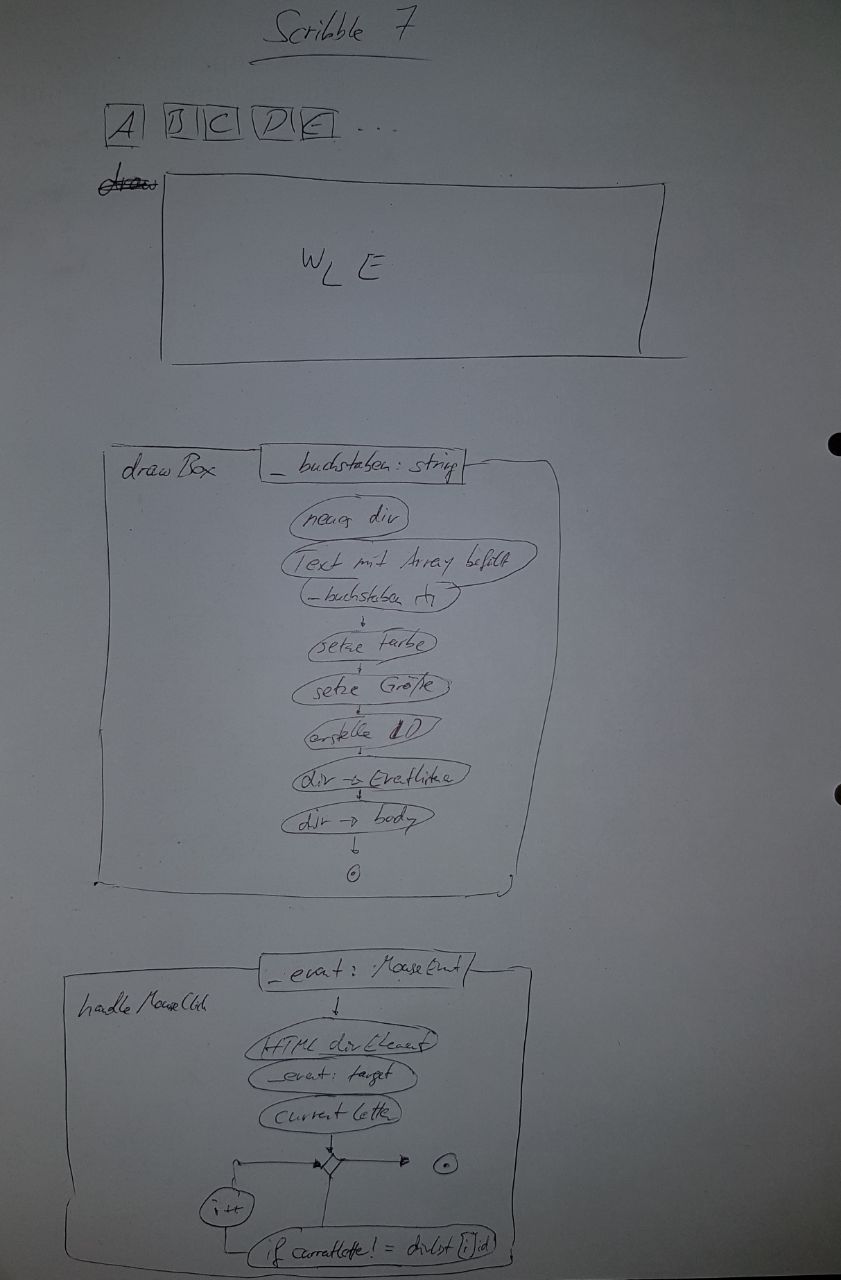 Scribble 7
A B C D E ...
draw
W L E
drawBox
_buchstaben: string
neues div
Text mit Array befüllt
_buchstaben
setze Farbe
setze Größe
erstelle ID
div →
div → body
handleMouseClick
_event: MouseEvent
HTML divElement
_event: target
current letter
i++
if currentletter != divlist [i] id